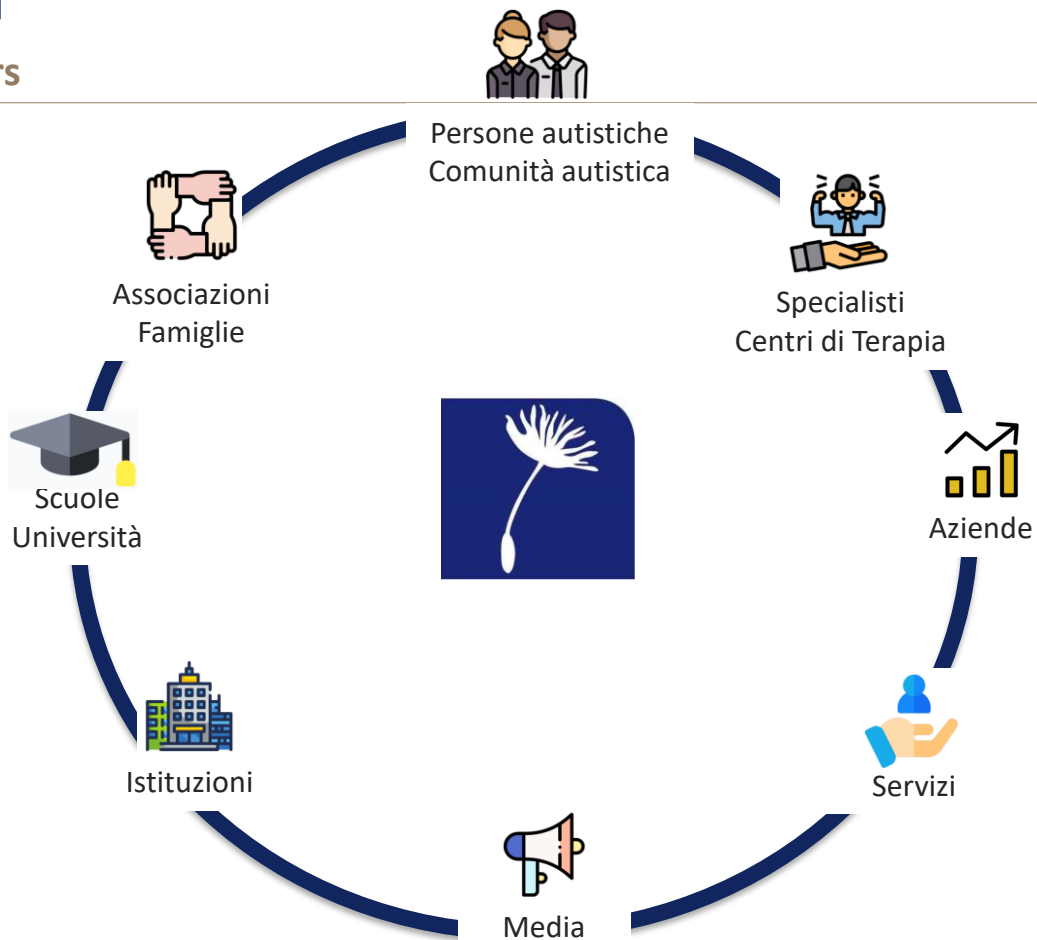 rs
Persone autistiche
Comunità autistica
Associazioni
Famiglie
Specialisti
Centri di Terapia
Scuole
Università
Aziende
Istituzioni
Servizi
Media